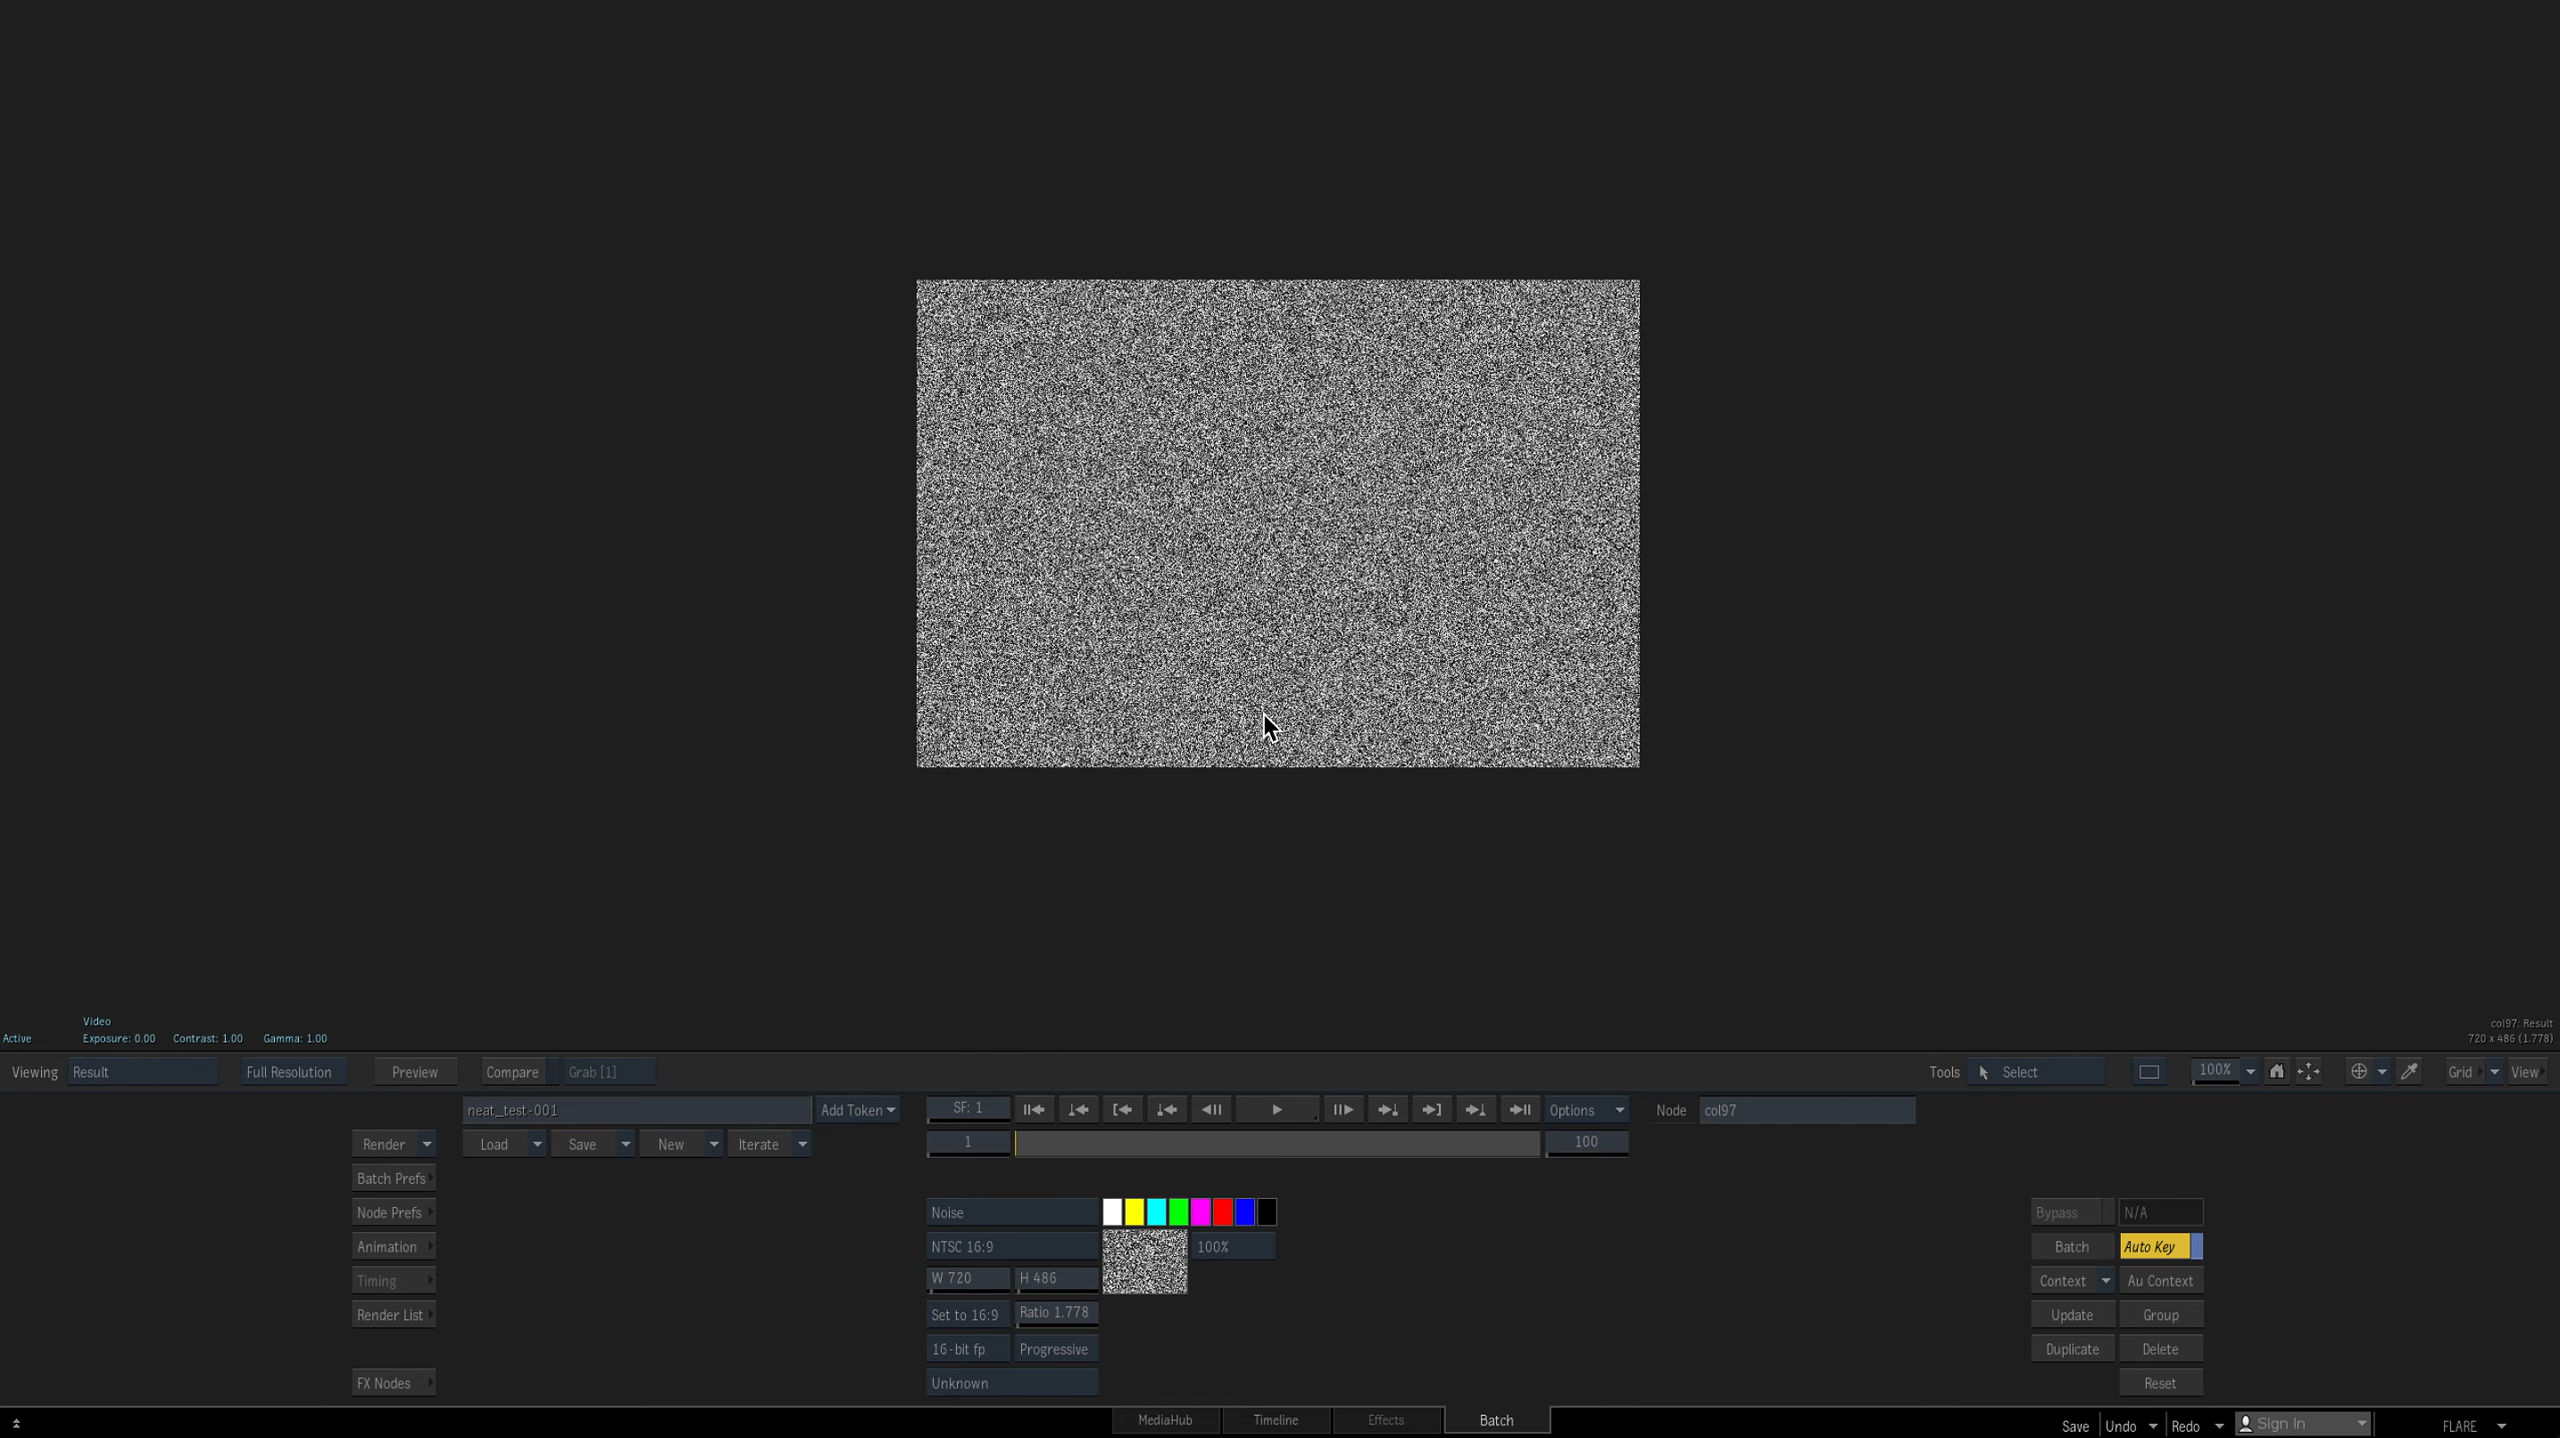 Video
Active
Exposure: 0.00 Contrast: 1.00 Gamma: 1.00
col97: Result
720 x 486 (1.778)
Viewing Result Full Resolution Preview Compare Grab [1] Tools Select 100% Grid View
neat_test-001 Add Token SF: 1 Options Node col97
Render Load Save New Iterate 1 100
Batch Prefs
Node Prefs Noise Bypass N/A
Animation NTSC 16:9 100% Batch Auto Key
Timing W 720 H 486 Context Au Context
Render List Set to 16:9 Ratio 1.778 Update Group
16-bit fp Progressive Duplicate Delete
FX Nodes Unknown Reset
MediaHub Timeline Effects Batch Save Undo Redo Sign In FLARE